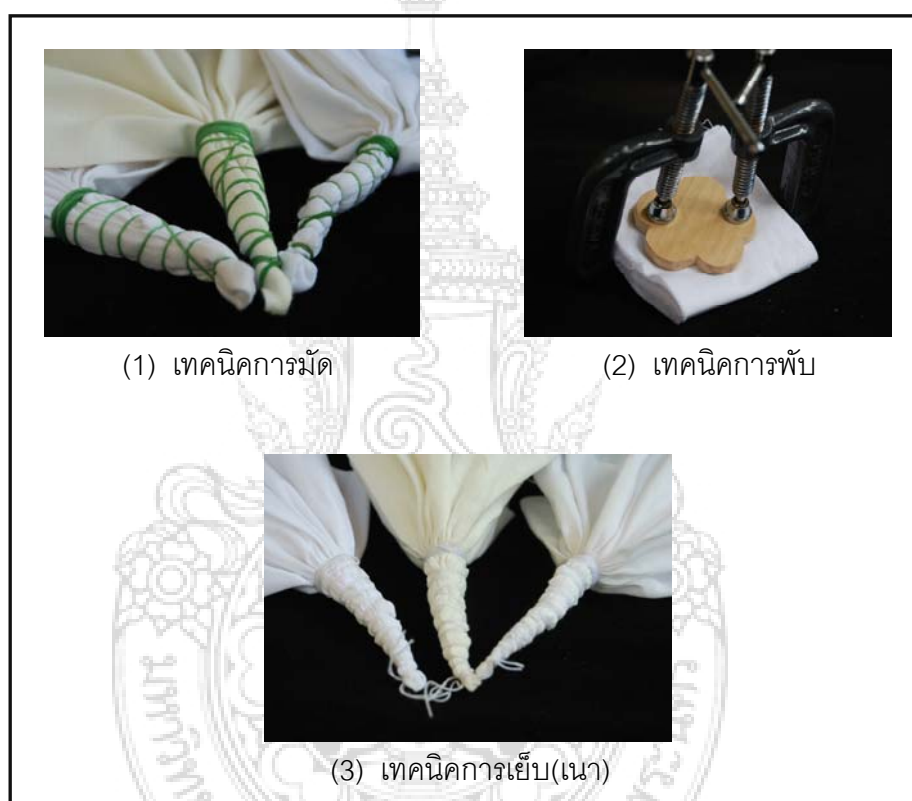 (1) เทคนิคการมัด
(2) เทคนิคการพับ
(3) เทคนิคการเย็บ(เนา)